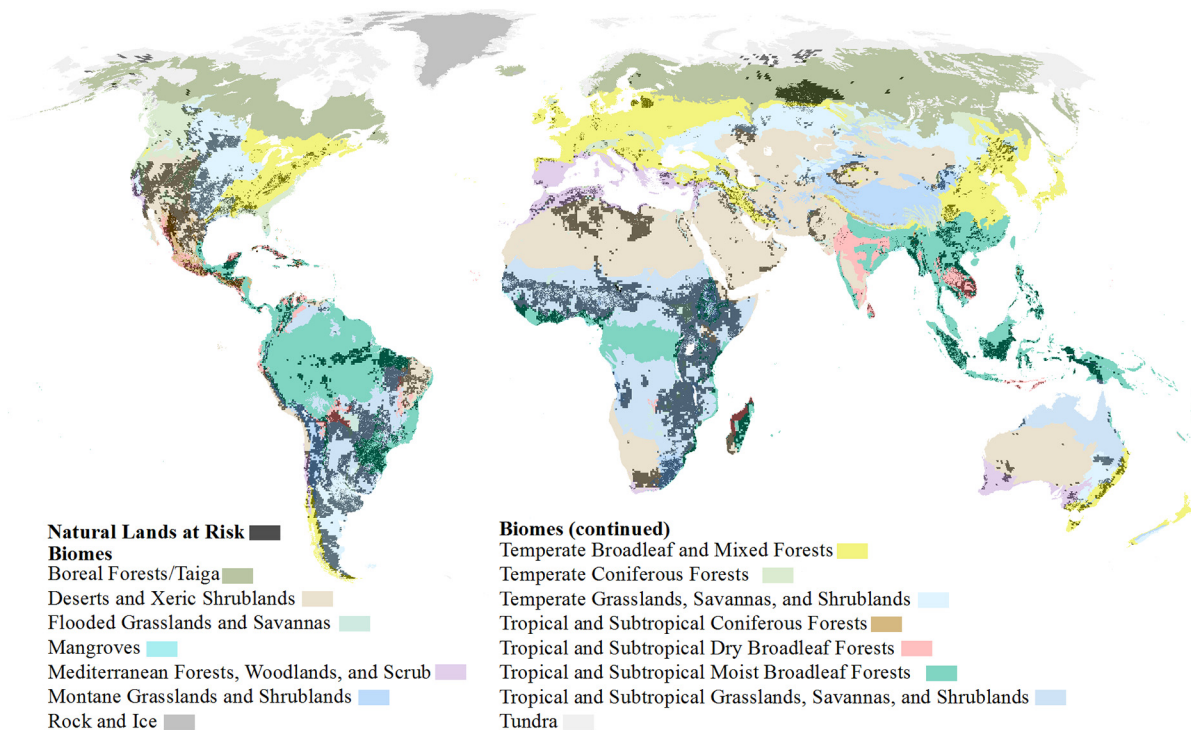 Natural Lands at Risk
Biomes
Boreal Forests/Taiga
Deserts and Xeric Shrublands
Flooded Grasslands and Savannas
Mangroves
Mediterranean Forests, Woodlands, and Scrub
Montane Grasslands and Shrublands
Rock and Ice
Biomes (continued)
Temperate Broadleaf and Mixed Forests
Temperate Coniferous Forests
Temperate Grasslands, Savannas, and Shrublands
Tropical and Subtropical Coniferous Forests
Tropical and Subtropical Dry Broadleaf Forests
Tropical and Subtropical Moist Broadleaf Forests
Tropical and Subtropical Grasslands, Savannas, and Shrublands
Tundra